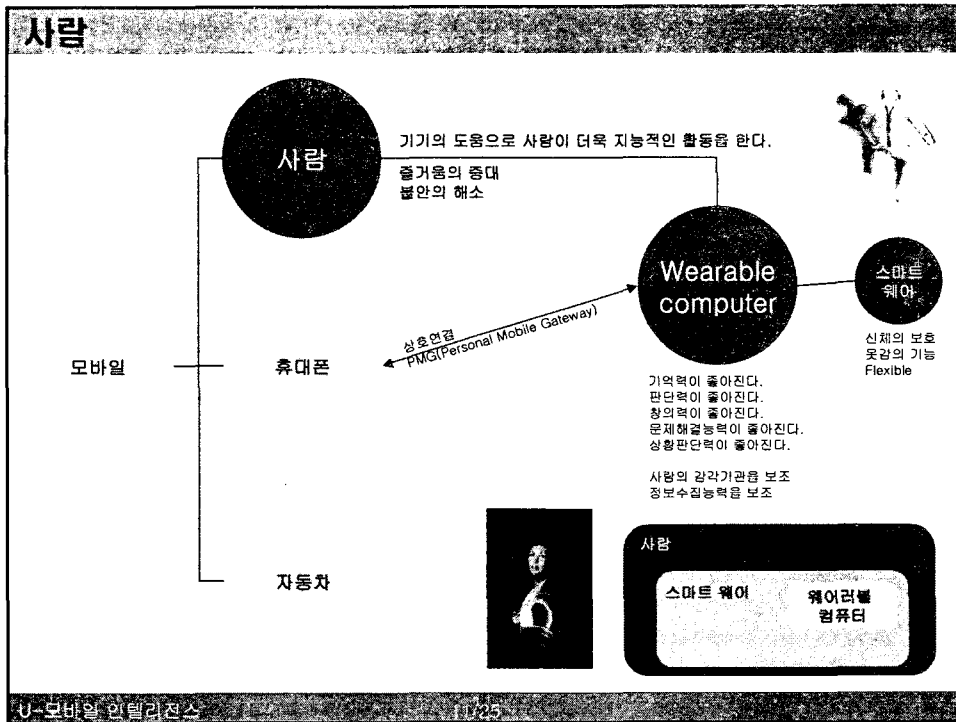 사람
사람
기기의 도움으로 사람이 더욱 지능적인 활동을 한다.
즐거움의 증대
불안의 해소
Wearable
computer
스마트
웨어
신체의 보호
옷감의 기능
Flexible
상호연결
PMG(Personal Mobile Gateway)
모바일
휴대폰
기억력이 좋아진다.
판단력이 좋아진다.
창의력이 좋아진다.
문제해결능력이 좋아진다.
상황판단력이 좋아진다.
사람의 감각기관을 보조
정보수집능력을 보조
자동차
사람
스마트 웨어
웨어러블
컴퓨터
U-모바일 인텔리전스
11/25